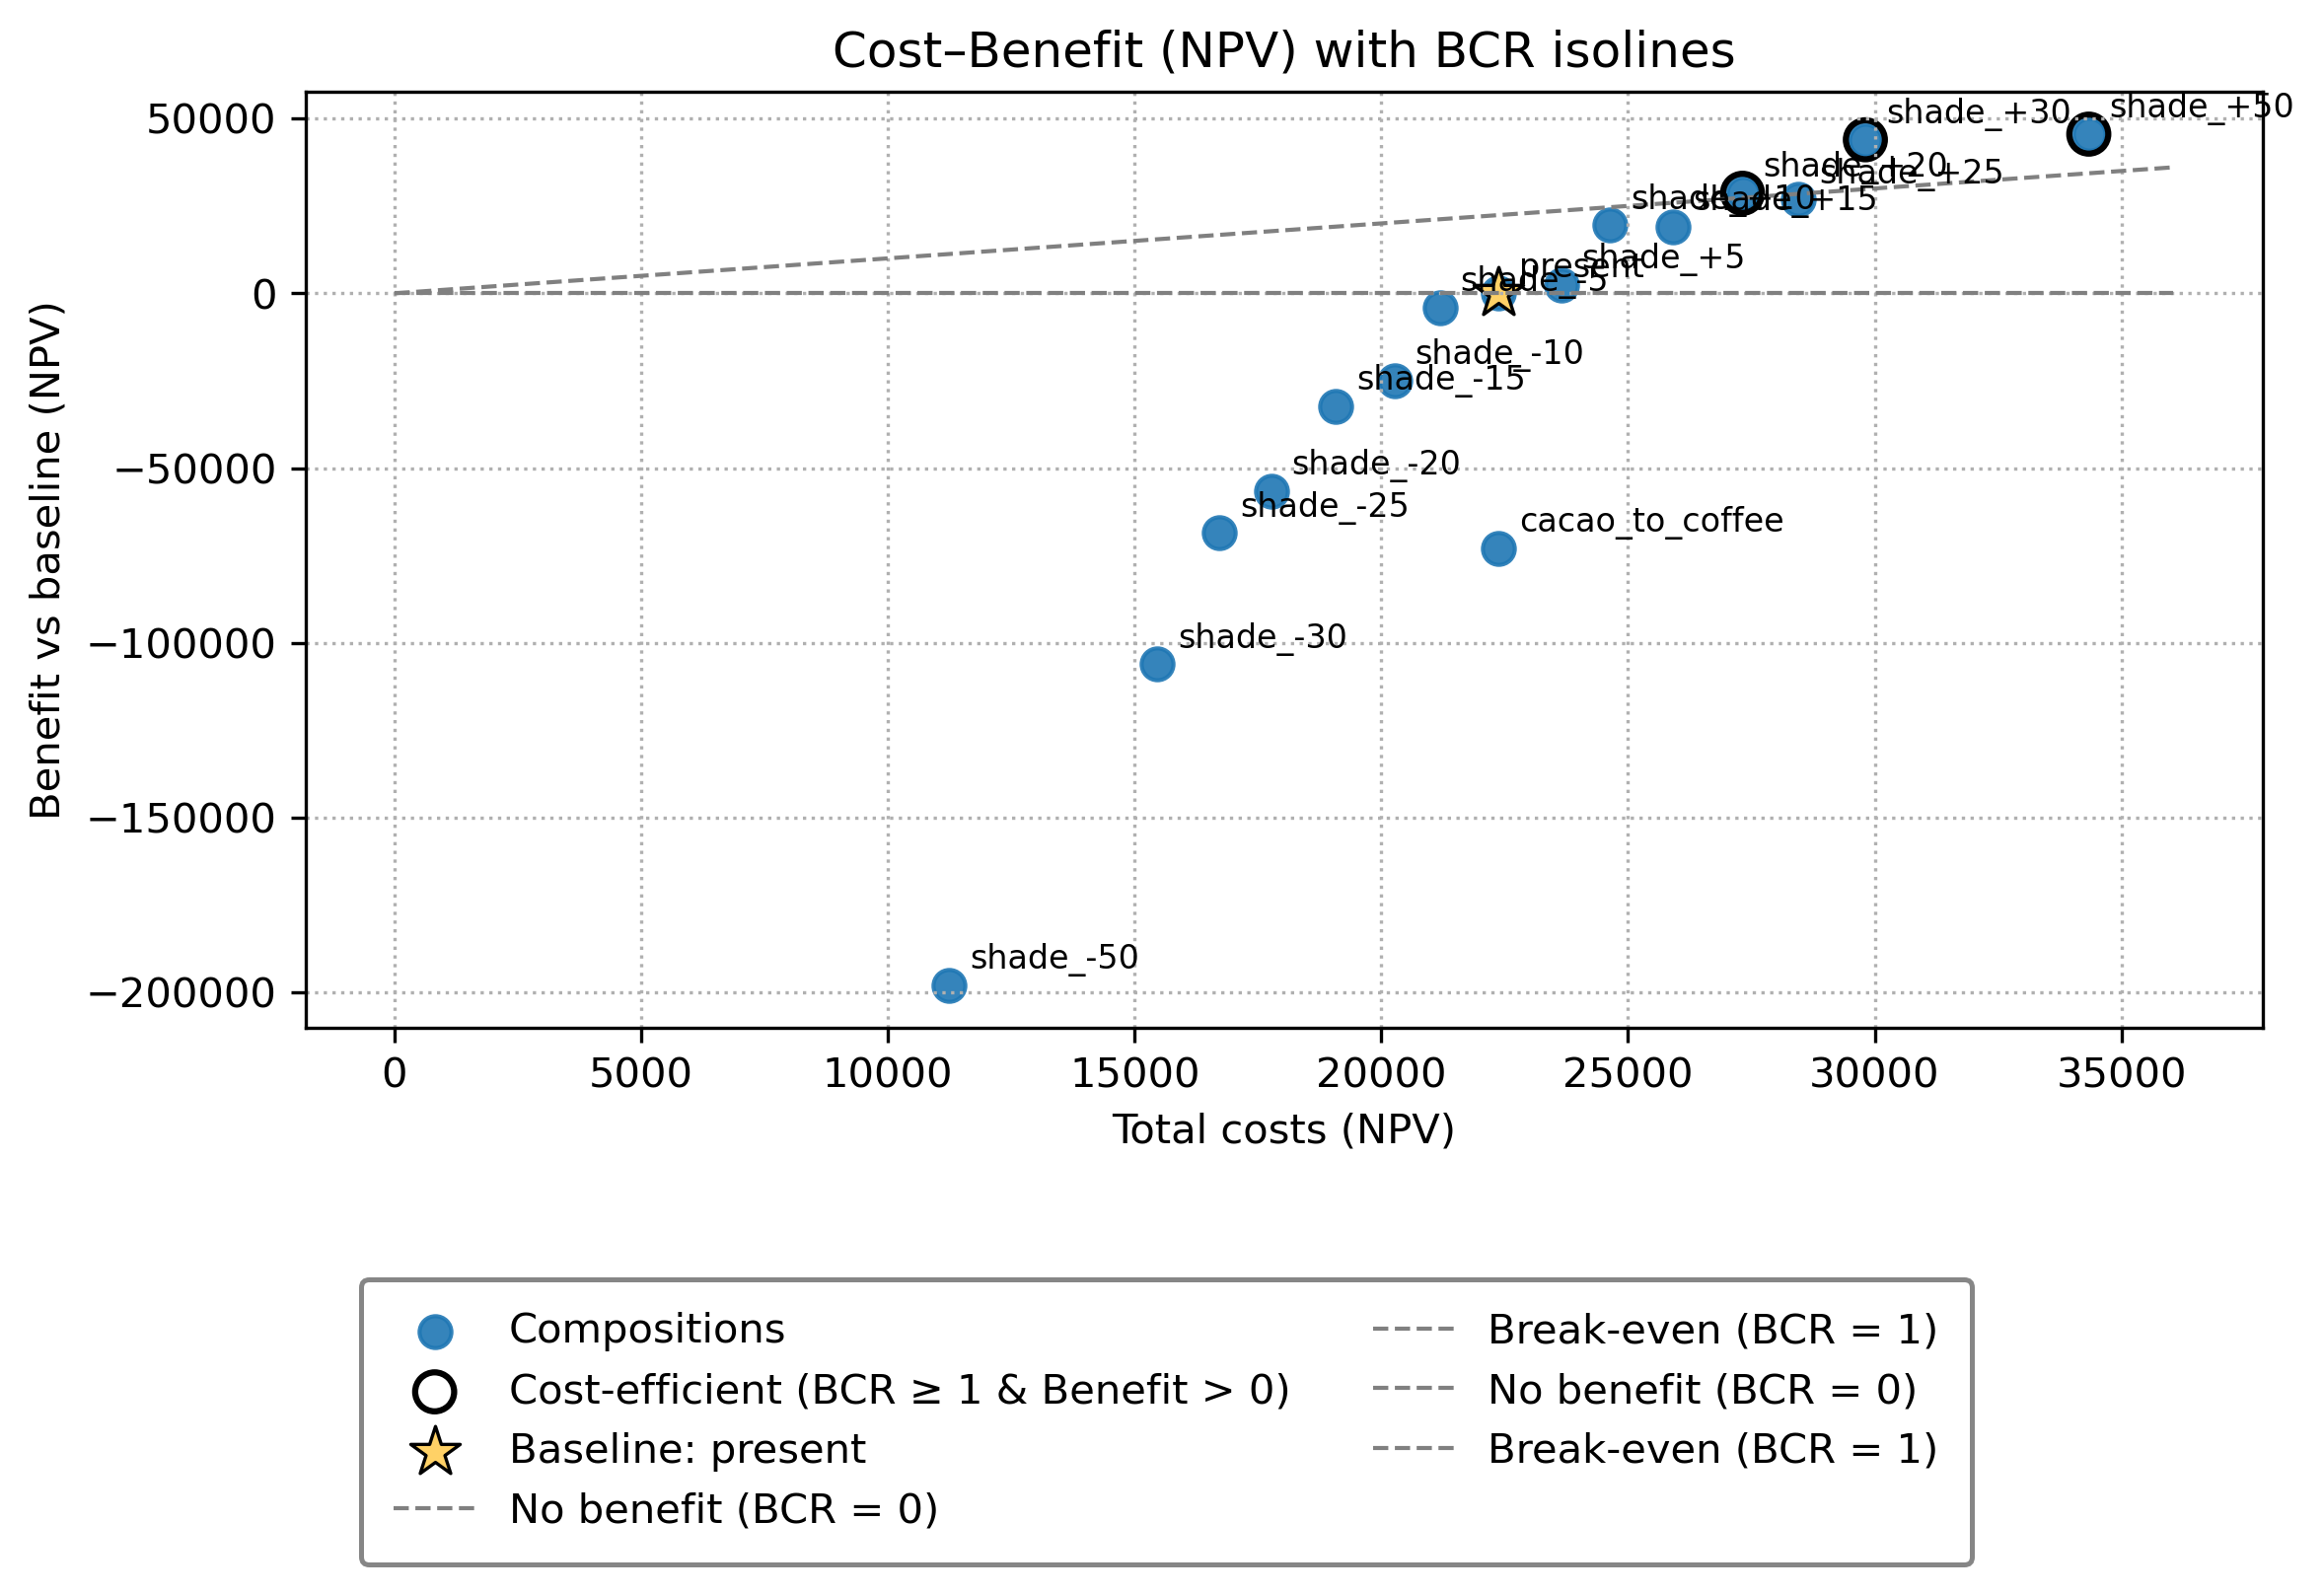 Cost–Benefit (NPV) with BCR isolines
Benefit vs baseline (NPV)
50000
0
−50000
−100000
−150000
−200000
shade_+50
shade_+30
shade_+20
shade_+25
shade_+10
shade_+15
shade_+5
present
shade_-5
shade_-10
shade_-15
shade_-20
shade_-25
cacao_to_coffee
shade_-30
shade_-50
0
5000
10000
15000
20000
25000
30000
35000
Total costs (NPV)
Compositions
Cost-efficient (BCR ≥ 1 & Benefit > 0)
Baseline: present
No benefit (BCR = 0)
Break-even (BCR = 1)
No benefit (BCR = 0)
Break-even (BCR = 1)